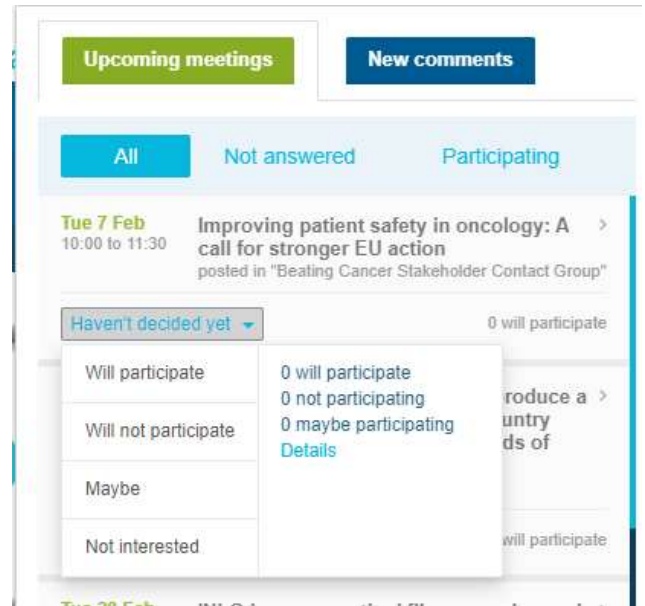 Upcoming meetings
New comments
All
Not answered
Participating
Tue 7 Feb
10:00 to 11:30
Improving patient safety in oncology: A
call for stronger EU action
posted in "Beating Cancer Stakeholder Contact Group"
Haven't decided yet
0 will participate
Will participate
Will not participate
Maybe
Not interested
0 will participate
0 not participating
0 maybe participating
Details
roduce a
untry
ds of
will participate